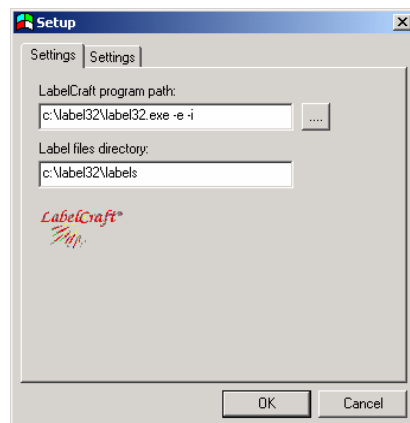 Setup
Settings Settings
LabelCraft program path:
c:\label32\label32.exe -e -i
....
Label files directory:
c:\label32\labels
LabelCraft®
OK Cancel